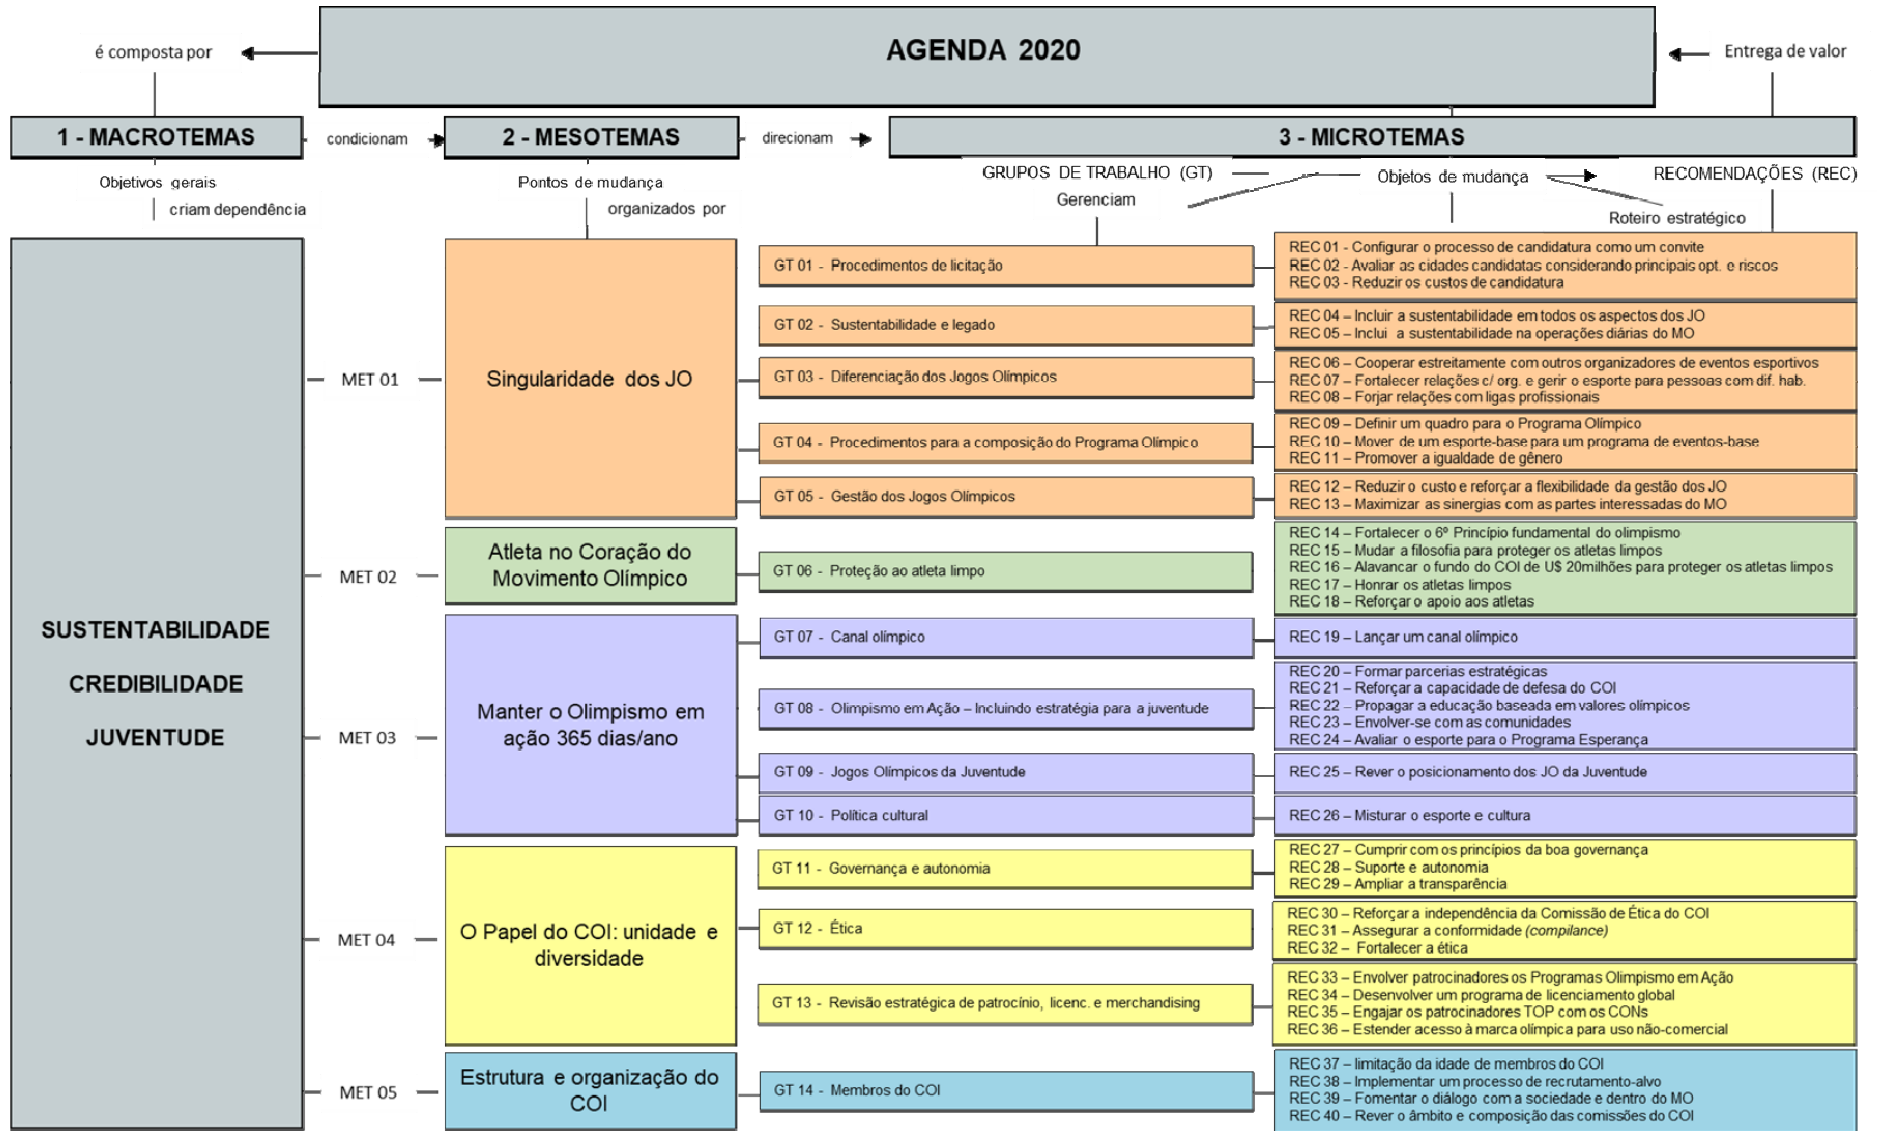 AGENDA 2020
é composta por
Entrega de valor
1 - MACROTEMAS
condicionam
2 - MESOTEMAS
direcionam
3 - MICROTEMAS
Objetivos gerais
criam dependência
Pontos de mudança
organizados por
GRUPOS DE TRABALHO (GT)
Gerenciam
Objetos de mudança
RECOMENDAÇÕES (REC)
Roteiro estratégico
SUSTENTABILIDADE
CREDIBILIDADE
JUVENTUDE
MET 01
Singularidade dos JO
GT 01 - Procedimentos de licitação
REC 01 - Configurar o processo de candidatura como um convite
REC 02 - Avaliar as cidades candidatas considerando principais opt. e riscos
REC 03 - Reduzir os custos de candidatura
GT 02 - Sustentabilidade e legado
REC 04 – Incluir a sustentabilidade em todos os aspectos dos JO
REC 05 – Inclui a sustentabilidade na operações diárias do MO
GT 03 - Diferenciação dos Jogos Olímpicos
REC 06 – Cooperar estreitamente com outros organizadores de eventos esportivos
REC 07 – Fortalecer relações c/ org. e gerir o esporte para pessoas com dif. hab.
REC 08 – Forjar relações com ligas profissionais
GT 04 - Procedimentos para a composição do Programa Olímpico
REC 09 – Definir um quadro para o Programa Olímpico
REC 10 – Mover de um esporte-base para um programa de eventos-base
REC 11 – Promover a igualdade de gênero
GT 05 - Gestão dos Jogos Olímpicos
REC 12 – Reduzir o custo e reforçar a flexibilidade da gestão dos JO
REC 13 – Maximizar as sinergias com as partes interessadas do MO
MET 02
Atleta no Coração do
Movimento Olímpico
GT 06 - Proteção ao atleta limpo
REC 14 – Fortalecer o 6º Princípio fundamental do olimpismo
REC 15 – Mudar a filosofia para proteger os atletas limpos
REC 16 – Alavancar o fundo do COI de U$ 20milhões para proteger os atletas limpos
REC 17 – Honrar os atletas limpos
REC 18 – Reforçar o apoio aos atletas
MET 03
Manter o Olimpismo em
ação 365 dias/ano
GT 07 - Canal olímpico
REC 19 – Lançar um canal olímpico
GT 08 - Olimpiismo em Ação – Incluindo estratégia para a juventude
REC 20 – Formar parcerias estratégicas
REC 21 – Reforçar a capacidade de defesa do COI
REC 22 – Propagar a educação baseada em valores olímpicos
REC 23 – Envolver-se com as comunidades
REC 24 – Avaliar o esporte para o Programa Esperança
GT 09 - Jogos Olímpicos da Juventude
REC 25 – Rever o posicionamento dos JO da Juventude
GT 10 - Política cultural
REC 26 – Misturar o esporte e cultura
MET 04
O Papel do COI: unidade e
diversidade
GT 11 - Governança e autonomia
REC 27 – Cumprir com os princípios da boa governança
REC 28 – Suporte e autonomia
REC 29 – Ampliar a transparência
GT 12 - Ética
REC 30 – Reforçar a independência da Comissão de Ética do COI
REC 31 – Assegurar a conformidade (compilance)
REC 32 – Fortalecer a ética
GT 13 - Revisão estratégica de patrocínio, licenc. e merchandising
REC 33 – Envolver patrocinadores os Programas Olimpismo em Ação
REC 34 – Desenvolver um programa de licenciamento global
REC 35 – Engajar os patrocinadores TOP com os CONs
REC 36 – Estender acesso à marca olímpica para uso não-comercial
MET 05
Estrutura e organização do
COI
GT 14 - Membros do COI
REC 37 – limitação da idade de membros do COI
REC 38 – Implementar um processo de recrutamento-alvo
REC 39 – Fomentar o diálogo com a sociedade e dentro do MO
REC 40 – Rever o âmbito e composição das comissões do COI